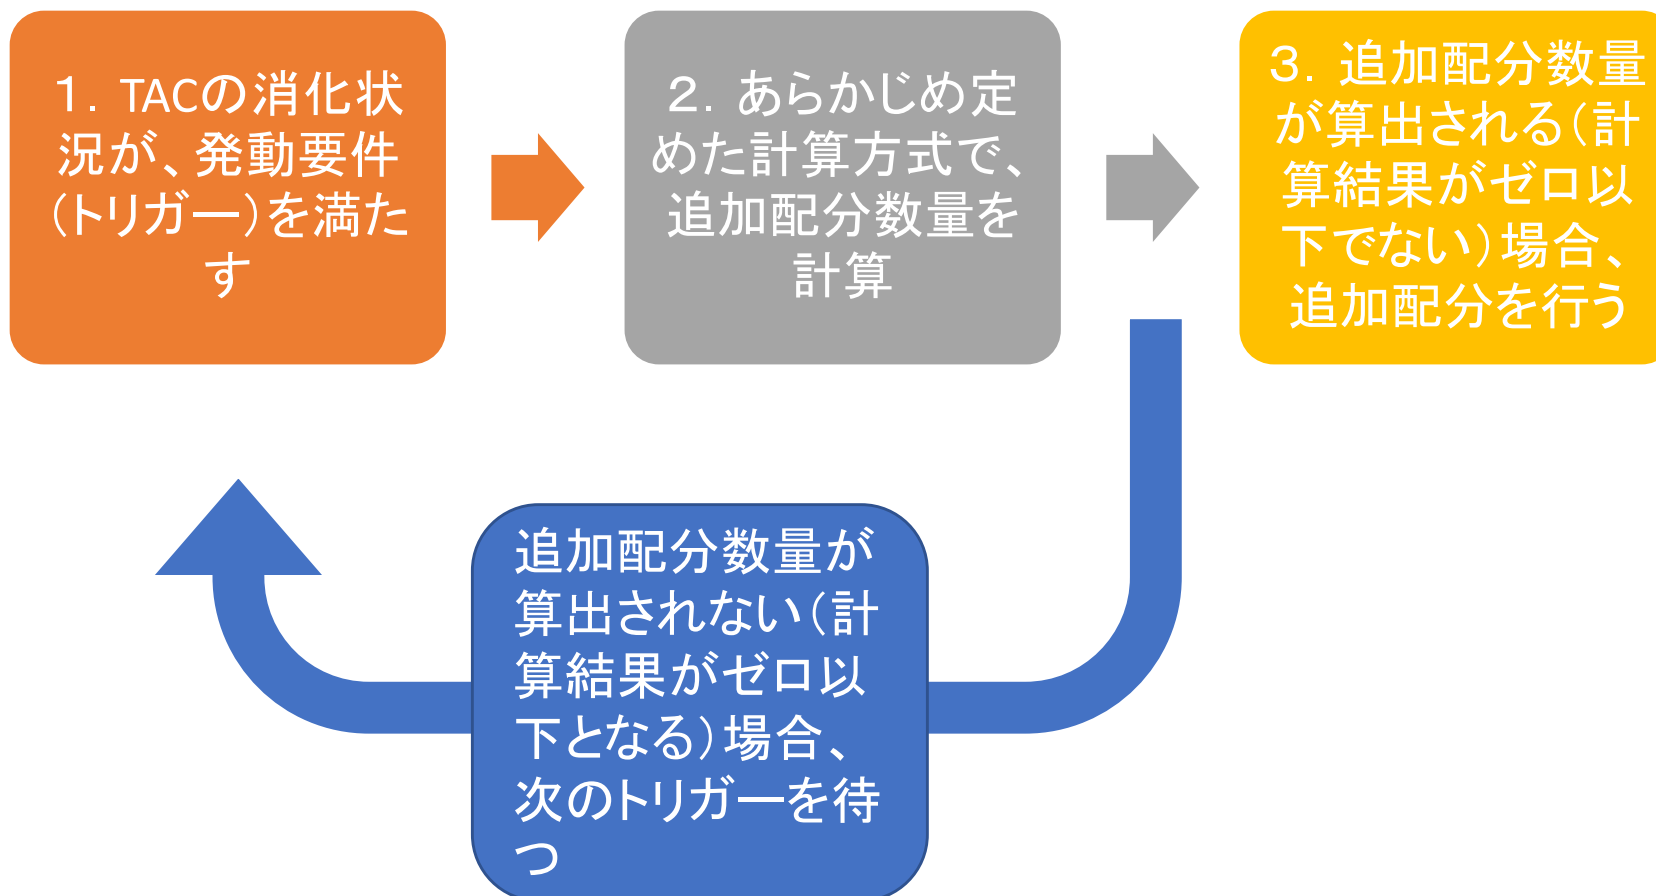 １．TACの消化状
況が、発動要件
（トリガー）を満た
す
２．あらかじめ定
めた計算方式で、
追加配分数量を
計算
３．追加配分数量
が算出される（計
算結果がゼロ以
下でない）場合、
追加配分を行う
追加配分数量が
算出されない（計
算結果がゼロ以
下となる）場合、
次のトリガーを待
つ